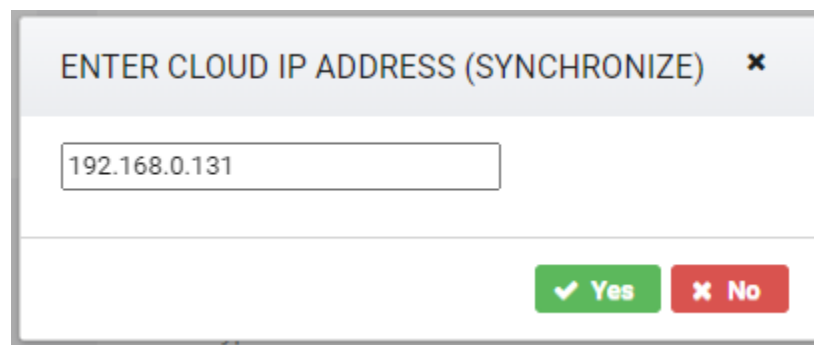 ENTER CLOUD IP ADDRESS (SYNCHRONIZE)
192.168.0.131
Yes No